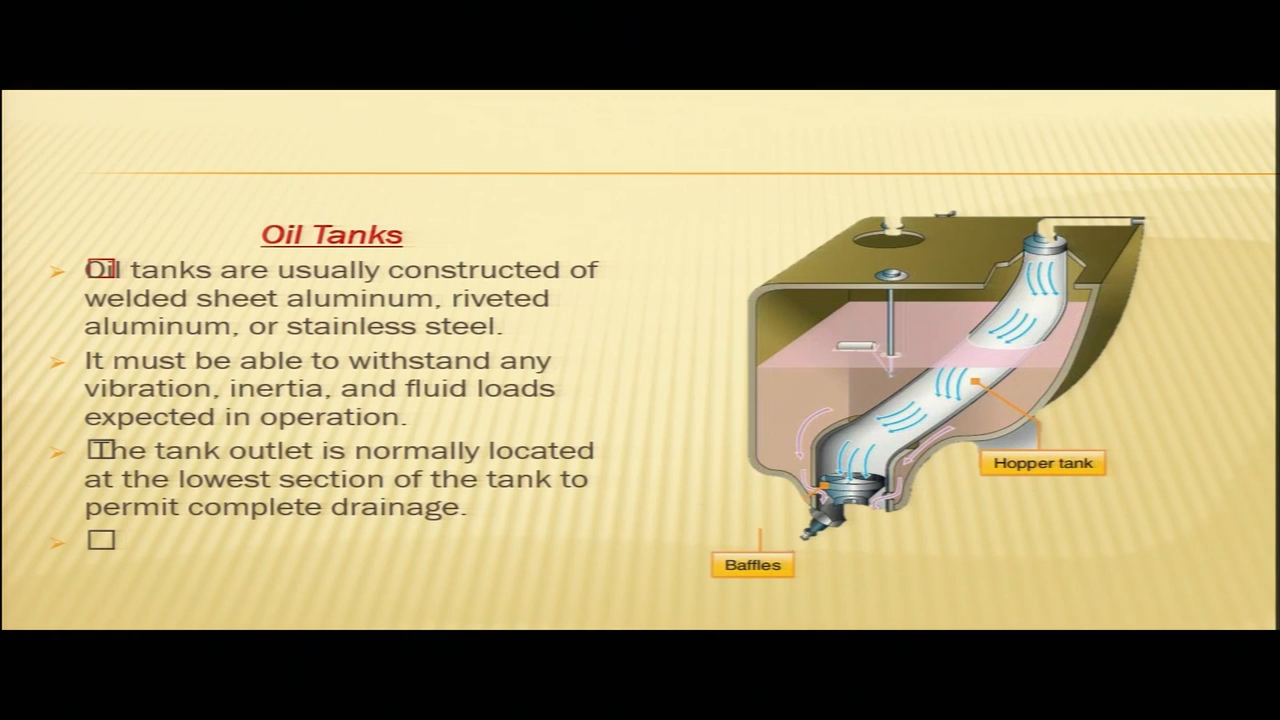 Oil Tanks
Oil tanks are usually constructed of
welded sheet aluminum, riveted
aluminum, or stainless steel.
It must be able to withstand any
vibration, inertia, and fluid loads
expected in operation.
The tank outlet is normally located
at the lowest section of the tank to
permit complete drainage.
Hopper tank
Baffles